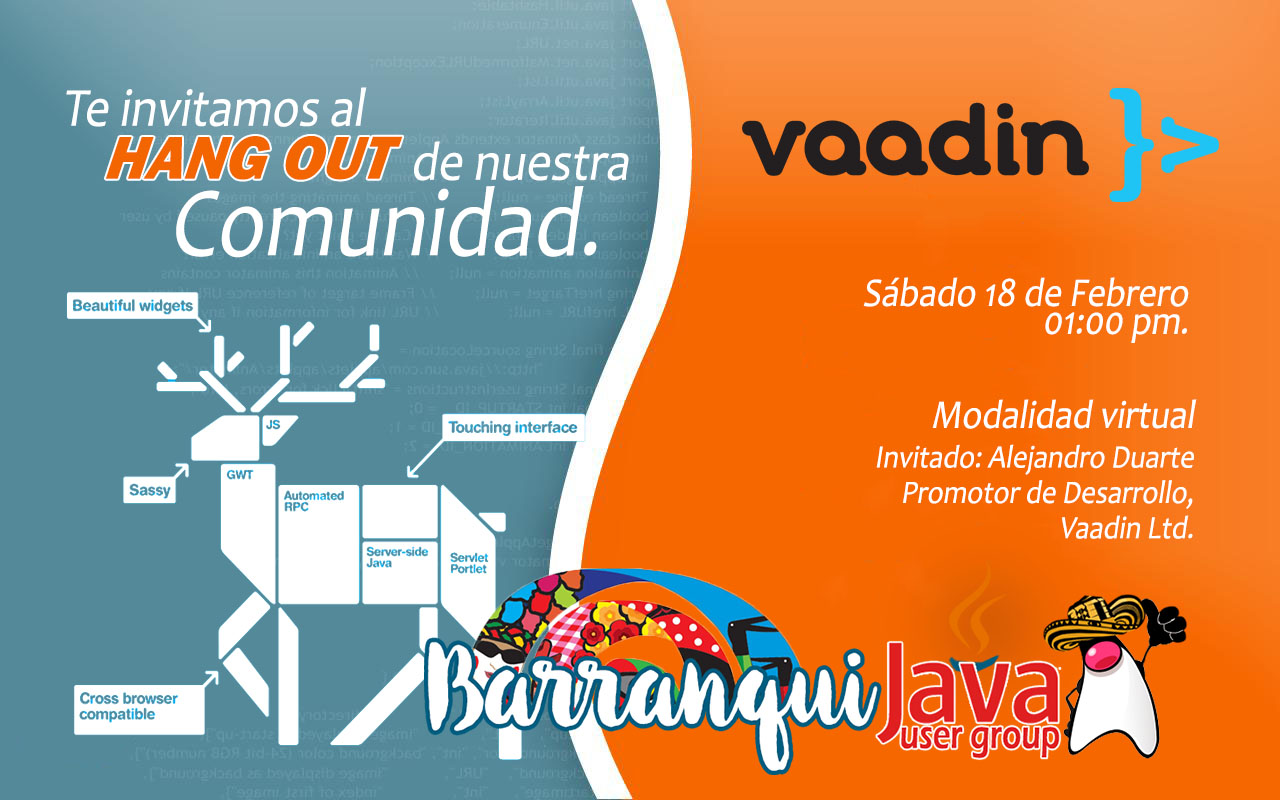 Te invitamos al
HANG OUT de nuestra
Comunidad.
Beautiful widgets
JS
Touching interface
Sassy
GWT
Automated
RPC
Server-side
Java
Servlet
Portlet
Cross browser
compatible
vaadin }>
Sábado 18 de Febrero
01:00 pm.
Modalidad virtual
Invitado: Alejandro Duarte
Promotor de Desarrollo,
Vaadin Ltd.
BarranquiJava
user group